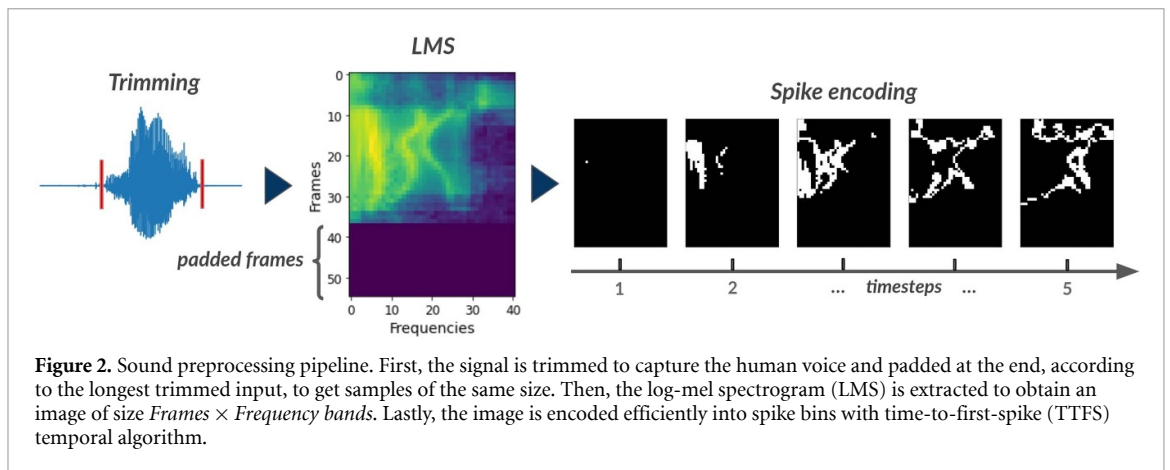 Trimming
LMS
Spike encoding
0
10
20
30
40
50
Frames
padded frames
0 10 20 30 40
Frequencies
1 2 ... timesteps ... 5
Figure 2. Sound preprocessing pipeline. First, the signal is trimmed to capture the human voice and padded at the end, according
to the longest trimmed input, to get samples of the same size. Then, the log-mel spectrogram (LMS) is extracted to obtain an
image of size Frames × Frequency bands. Lastly, the image is encoded efficiently into spike bins with time-to-first-spike (TTFS)
temporal algorithm.